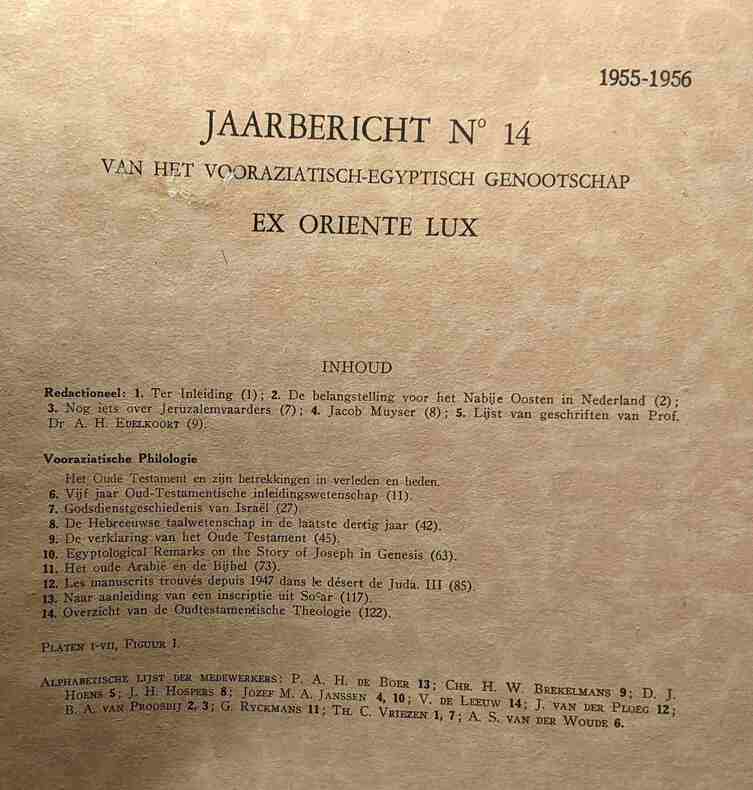 1955-1956
JAARBERICHT N° 14
VAN HET VOORAZIATISCH-EGYPTISCH GENOOTSCHAP
EX ORIENTE LUX
INHOUD
Redactioneel: 1. Ter Inleiding (1); 2. De belangstelling voor het Nabije Oosten in Nederland (2);
3. Nog iets over Jeruzalemvaarders (7); 4. Jacob Muyser (8); 5. Lijst van geschriften van Prof.
Dr A. H. EDELKOORT (9).
Vooraziatische Philologie
Het Oude Testament en zijn betrekkingen in verleden en heden.
6. Vijf jaar Oud-Testamentische inleidingswetenschap (11).
7. Godsdienstgeschiedenis van Israël (27)
8. De Hebreeuwse taalwetenschap in de laatste dertig jaar (42).
9. De verklaring van het Oude Testament (45).
10. Egyptological Remarks on the Story of Joseph in Genesis (63).
11. Het oude Arabië en de Bijbel (73).
12. Les manuscrits trouvés depuis 1947 dans le désert de Juda. III (85).
13. Naar aanleiding van een inscriptie uit Soʿar (117).
14. Overzicht van de Oudtestamentische Theologie (122).
PLATEN I-VII, FIGUUR I.
ALPHABETISCHE LIJST DER MEDEWERKERS: P. A. H. DE BOER 13; CHR. H. W. BREKELMANS 9; D. J.
HOENS 5; J. H. HOSPERS 8; JOZEF M. A. JANSSEN 4, 10; V. DE LEEUW 14; J. VAN DER PLOEG 12;
B. A. VAN PROOSDIJ 2, 3; G. RYCKMANS 11; TH. C. VRIEZEN 1, 7; A. S. VAN DER WOUDE 6.